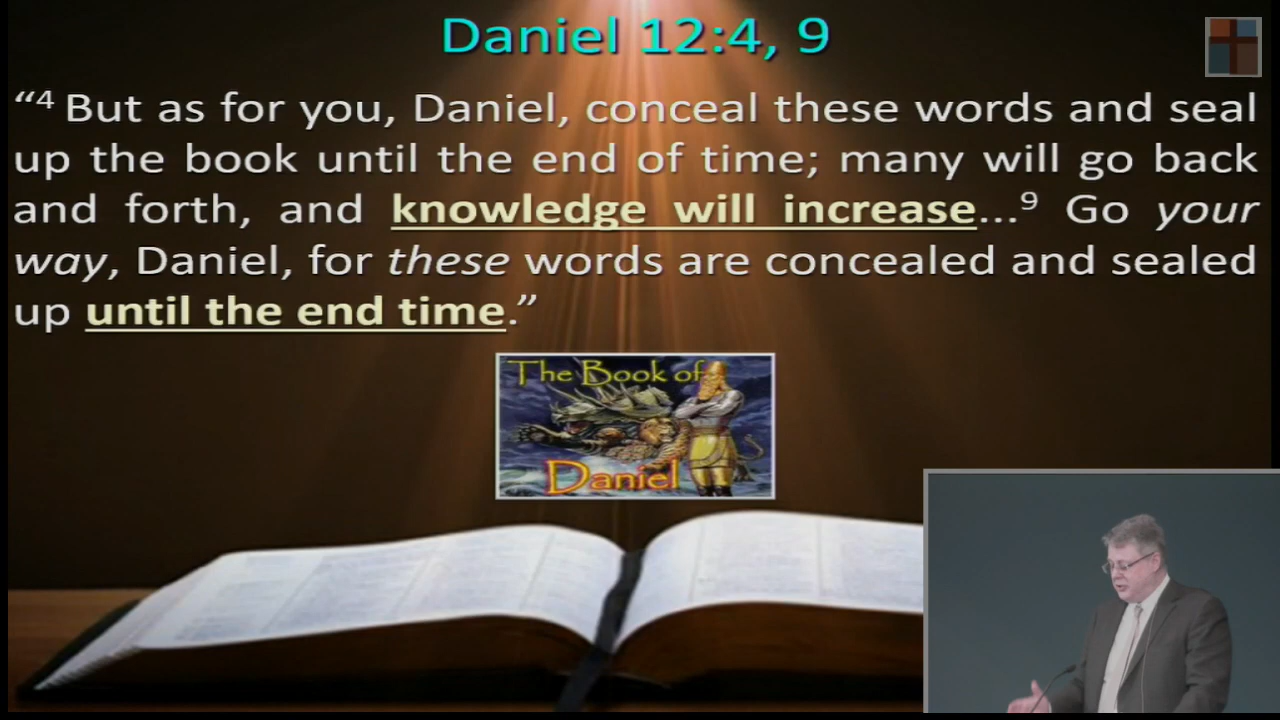 Daniel 12:4, 9
“⁴ But as for you, Daniel, conceal these words and seal
up the book until the end of time; many will go back
and forth, and knowledge will increase...⁹ Go your
way, Daniel, for these words are concealed and sealed
up until the end time.”
The Book of
Daniel